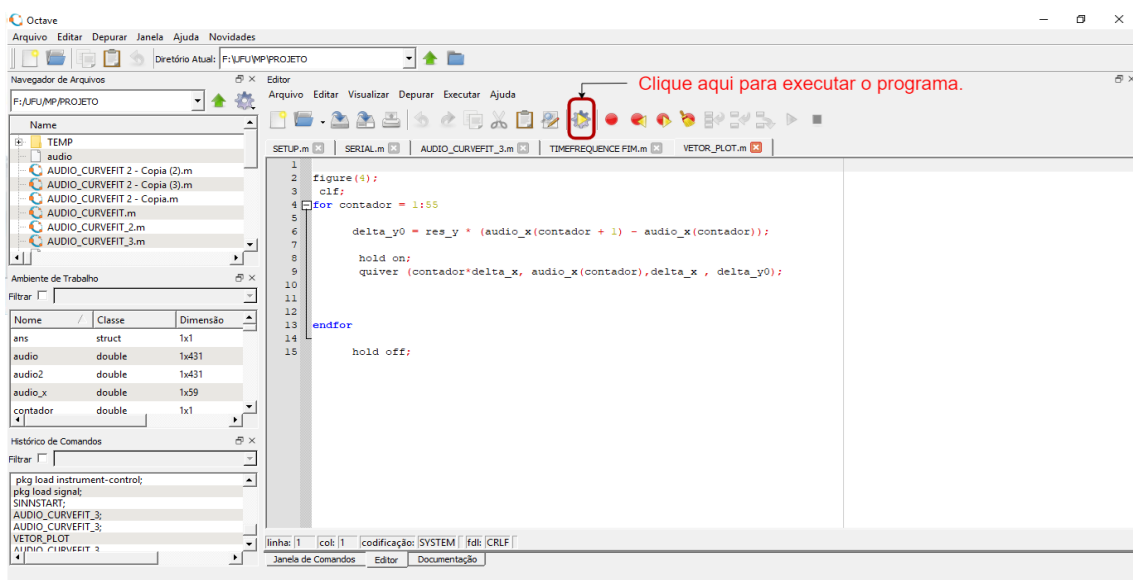 Octave
Arquivo Editar Depurar Janela Ajuda Novidades
Diretório Atual: F:\UFU\MP\PROJETO
Navegador de Arquivos
F:/UFU/MP/PROJETO
Name
TEMP
audio
AUDIO_CURVEFIT 2 - Copia (2).m
AUDIO_CURVEFIT 2 - Copia (3).m
AUDIO_CURVEFIT 2 - Copia.m
AUDIO_CURVEFIT.m
AUDIO_CURVEFIT_2.m
AUDIO_CURVEFIT_3.m
Ambiente de Trabalho
Filtrar
Nome / Classe Dimensão
ans struct 1x1
audio double 1x431
audio2 double 1x431
audio_x double 1x59
contador double 1x1
Histórico de Comandos
Filtrar
pkg load instrument-control;
pkg load signal;
SINNSTART;
AUDIO_CURVEFIT_3;
AUDIO_CURVEFIT_3;
VETOR_PLOT
AUDIO_CURVEFIT_3
Editor
Clique aqui para executar o programa.
Arquivo Editar Visualizar Depurar Executar Ajuda
SETUP.m SERIAL.m AUDIO_CURVEFIT_3.m TIMEFREQUENCE FIM.m VETOR_PLOT.m
1
2 figure(4);
3 clf;
4 for contador = 1:55
5
6 delta_y0 = res_y * (audio_x(contador + 1) - audio_x(contador));
7
8 hold on;
9 quiver (contador*delta_x, audio_x(contador),delta_x , delta_y0);
10
11
12
13 endfor
14
15 hold off;
linha: 1 col: 1 codificação: SYSTEM fdl: CRLF
Janela de Comandos Editor Documentação